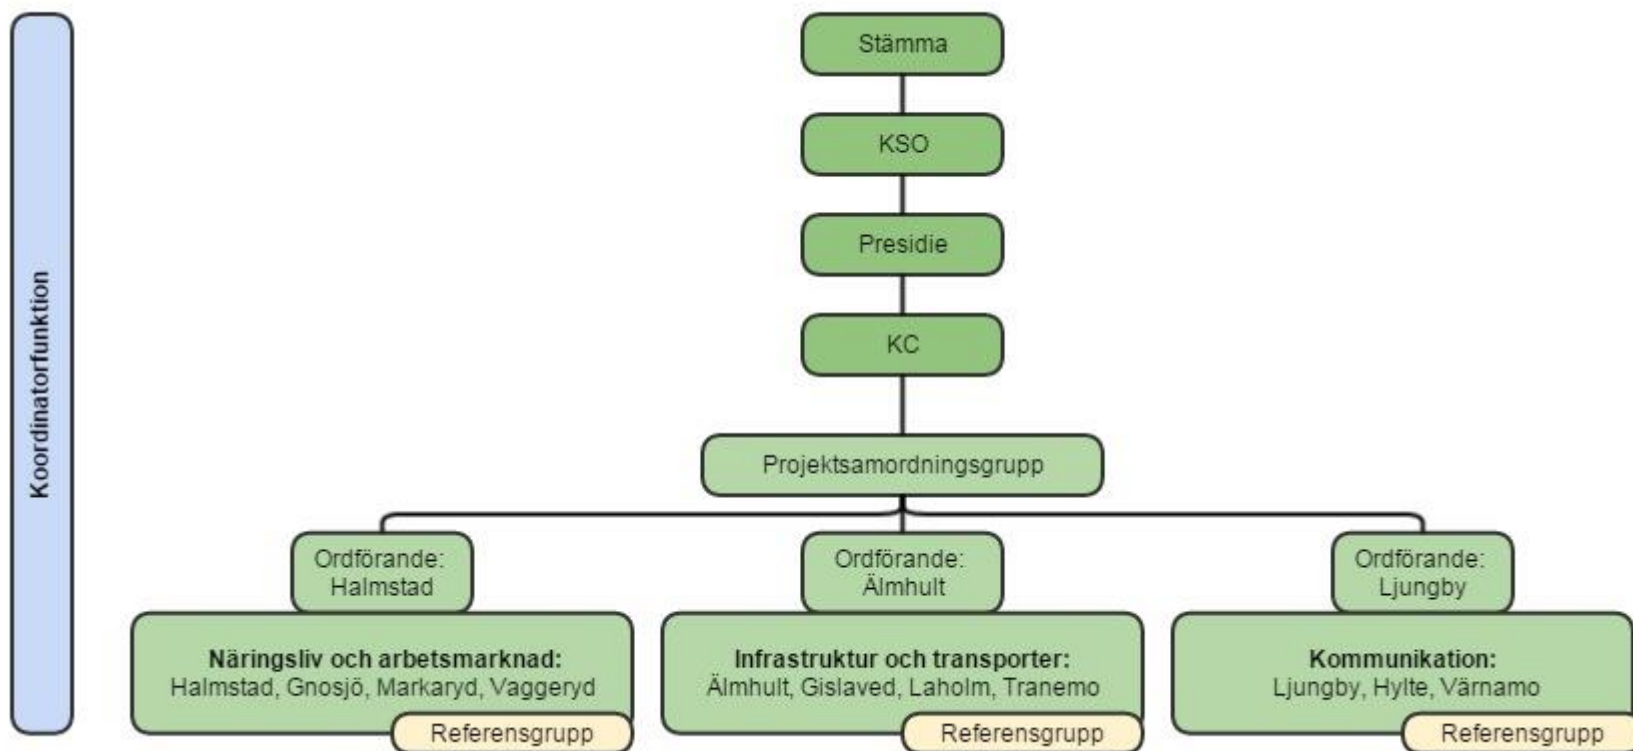 Koordinatorfunktion
Stämma
KSO
Presidie
KC
Projektsamordningsgrupp
Ordförande:
Halmstad
Näringsliv och arbetsmarknad:
Halmstad, Gnosjö, Markaryd, Vaggeryd
Referensgrupp
Ordförande:
Älmhult
Infrastruktur och transporter:
Älmhult, Gislaved, Laholm, Tranemo
Referensgrupp
Ordförande:
Ljungby
Kommunikation:
Ljungby, Hylte, Värnamo
Referensgrupp